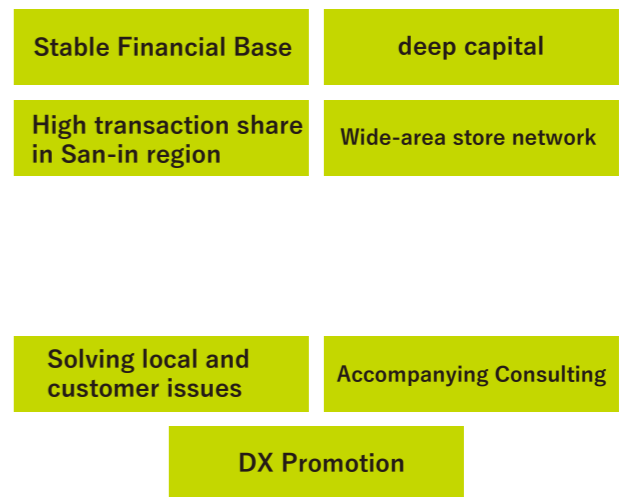 Stable Financial Base
deep capital
High transaction share
in San-in region
Wide-area store network
Solving local and
customer issues
Accompanying Consulting
DX Promotion